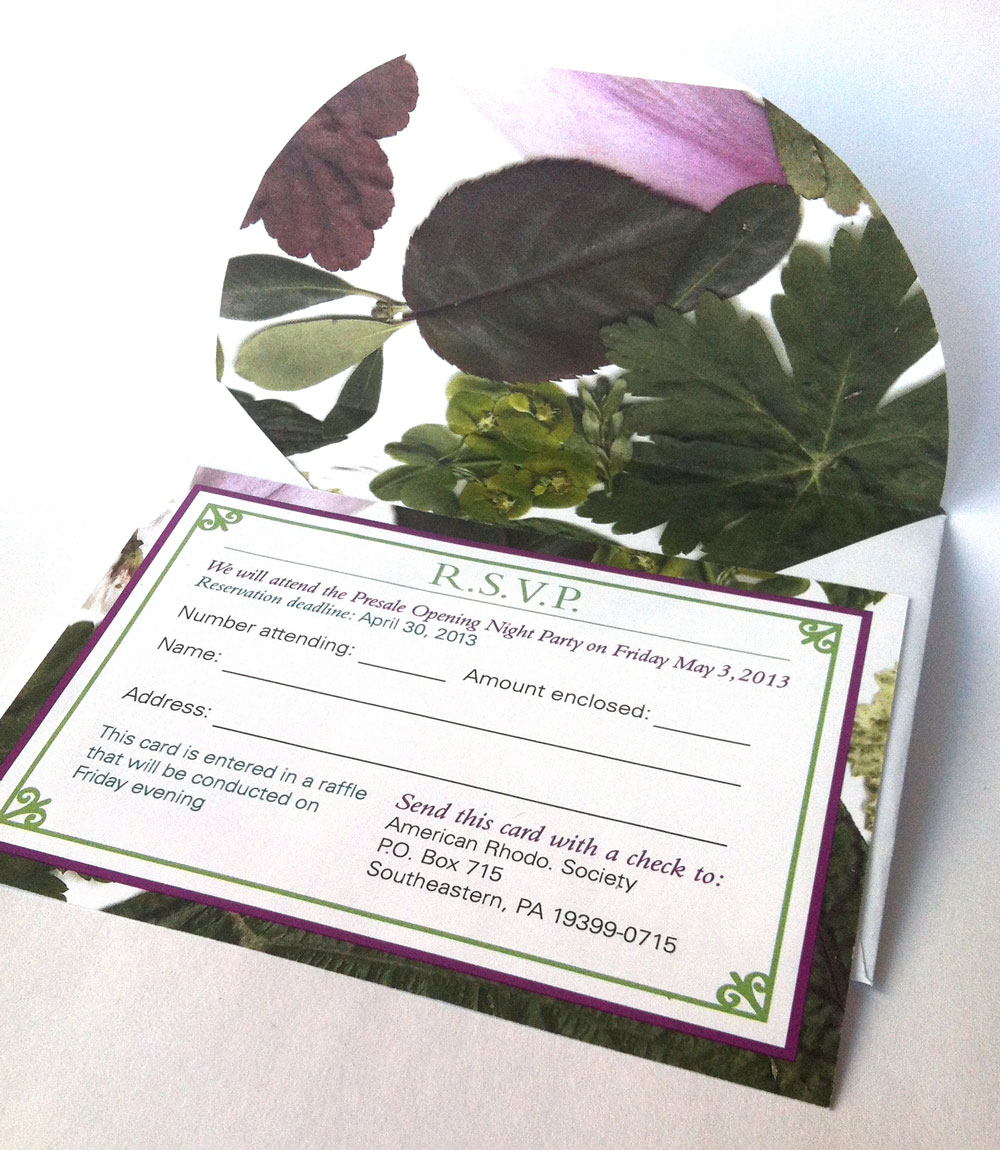 R.S.V.P.
We will attend the Presale Opening Night Party on Friday May 3, 2013
Reservation deadline: April 30, 2013
Number attending: Amount enclosed:
Name:
Address:
This card is entered in a raffle
that will be conducted on
Friday evening
Send this card with a check to:
American Rhodo. Society
P.O. Box 715
Southeastern, PA 19399-0715